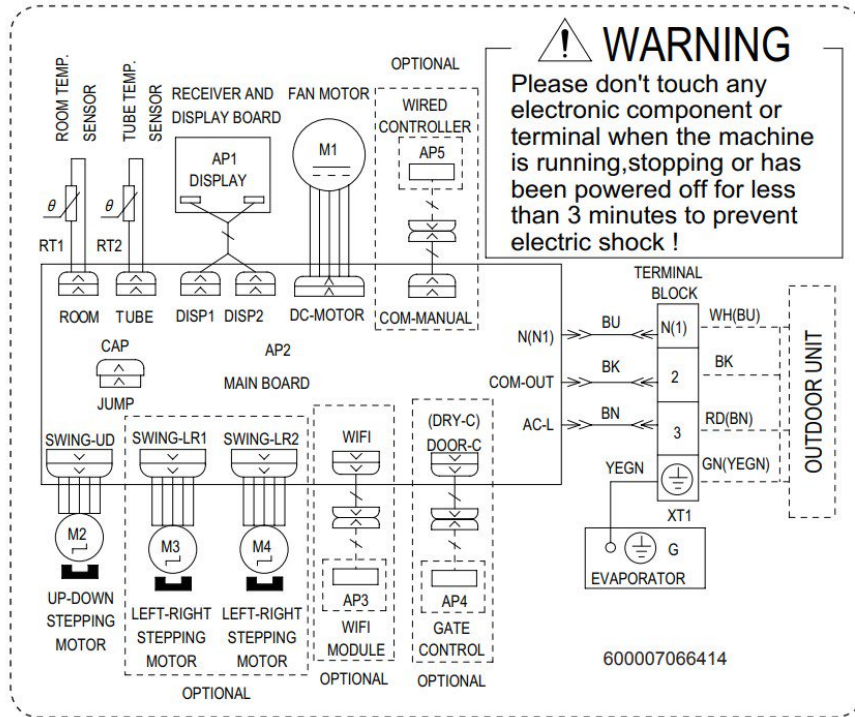 WARNING
Please don't touch any
electronic component or
terminal when the machine
is running,stopping or has
been powered off for less
than 3 minutes to prevent
electric shock !
ROOM TEMP.
SENSOR
TUBE TEMP.
SENSOR
RECEIVER AND
DISPLAY BOARD
FAN MOTOR
OPTIONAL
WIRED
CONTROLLER
AP1
DISPLAY
M1
AP5
θ
θ
RT1
RT2
ROOM
TUBE
DISP1
DISP2
DC-MOTOR
COM-MANUAL
TERMINAL
BLOCK
CAP
JUMP
AP2
MAIN BOARD
N(N1)
BU
N(1)
WH(BU)
COM-OUT
BK
2
BK
AC-L
BN
3
RD(BN)
YEGN
GN(YEGN)
OUTDOOR UNIT
XT1
G
EVAPORATOR
SWING-UD
SWING-LR1
SWING-LR2
WIFI
(DRY-C)
DOOR-C
M2
M3
M4
AP3
AP4
UP-DOWN
STEPPING
MOTOR
LEFT-RIGHT
STEPPING
MOTOR
LEFT-RIGHT
STEPPING
MOTOR
WIFI
MODULE
GATE
CONTROL
OPTIONAL
OPTIONAL
OPTIONAL
600007066414